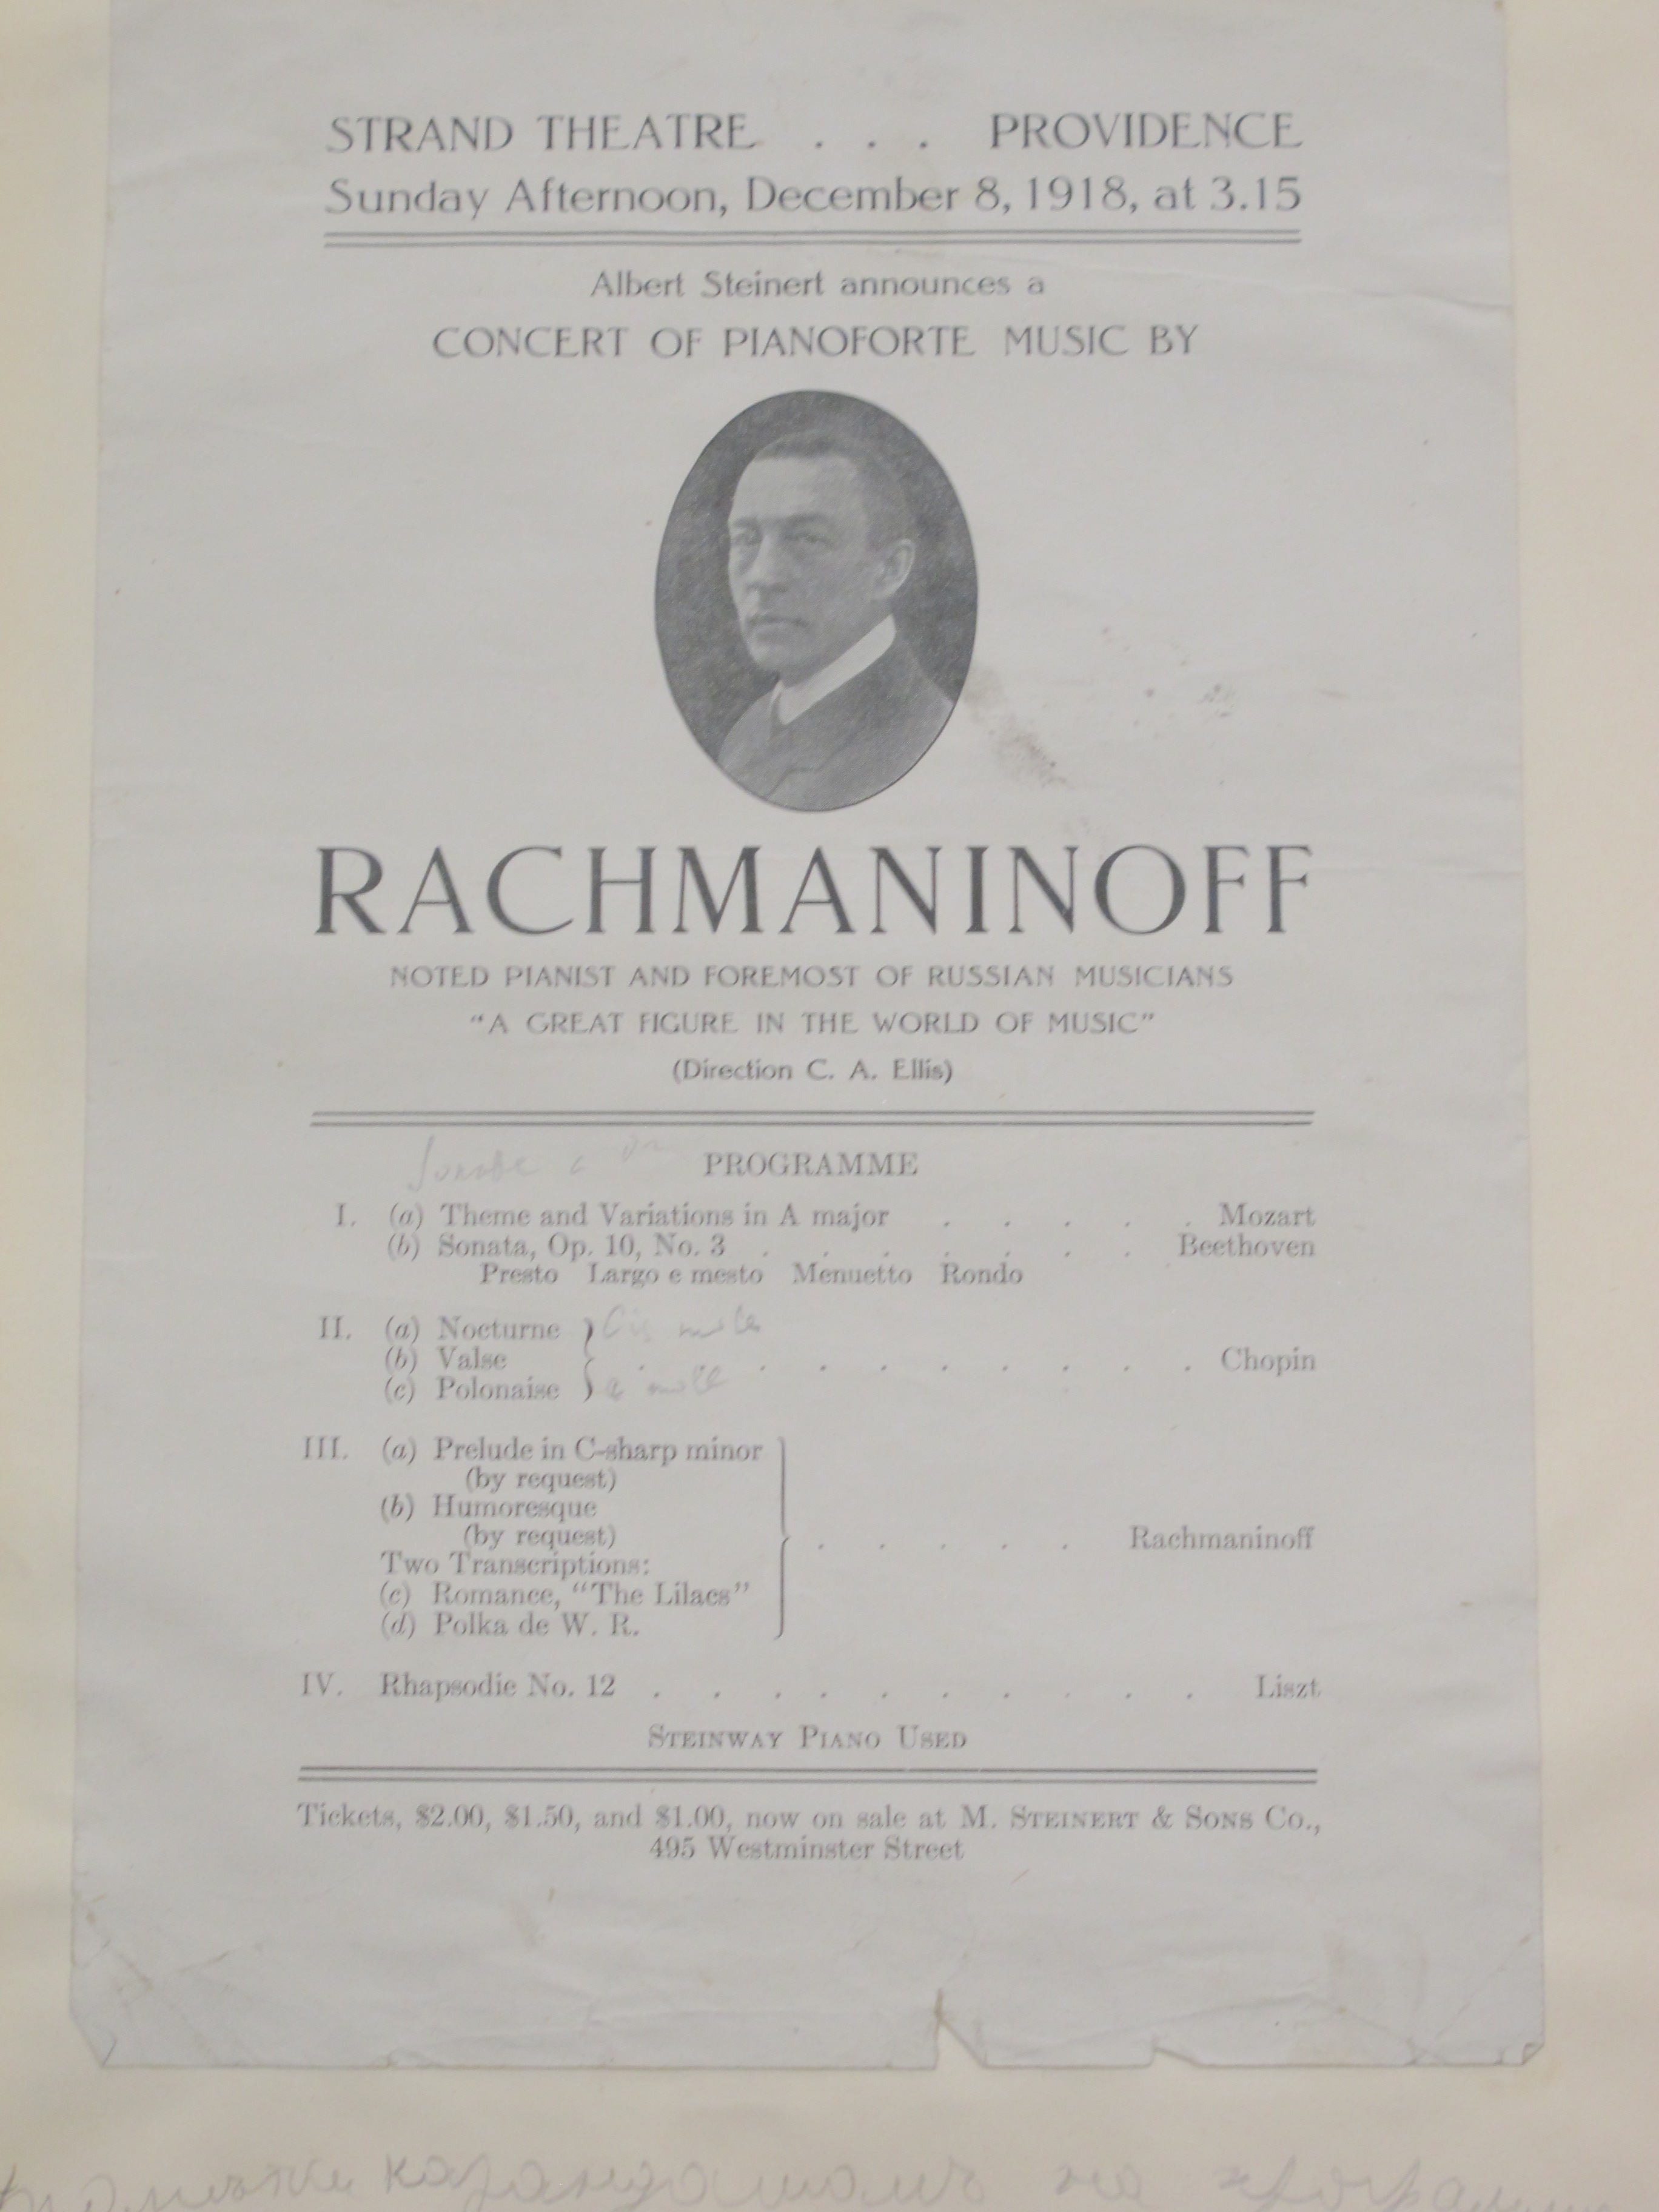 STRAND THEATRE . . . PROVIDENCE
Sunday Afternoon, December 8, 1918, at 3.15
Albert Steinert announces a
CONCERT OF PIANOFORTE MUSIC BY
RACHMANINOFF
NOTED PIANIST AND FOREMOST OF RUSSIAN MUSICIANS
"A GREAT FIGURE IN THE WORLD OF MUSIC"
(Direction C. A. Ellis)
PROGRAMME
I. (a) Theme and Variations in A major . . . . . Mozart
(b) Sonata, Op. 10, No. 3 . . . . . . . Beethoven
Presto Largo e mesto Menuetto Rondo
II. (a) Nocturne
(b) Valse . . . . . . . . . . Chopin
(c) Polonaise
III. (a) Prelude in C-sharp minor
(by request)
(b) Humoresque
(by request) . . . . . Rachmaninoff
Two Transcriptions:
(c) Romance, "The Lilacs"
(d) Polka de W. R.
IV. Rhapsodie No. 12 . . . . . . . . . . Liszt
STEINWAY PIANO USED
Tickets, $2.00, $1.50, and $1.00, now on sale at M. STEINERT & SONS CO.,
495 Westminster Street
карандашомъ на